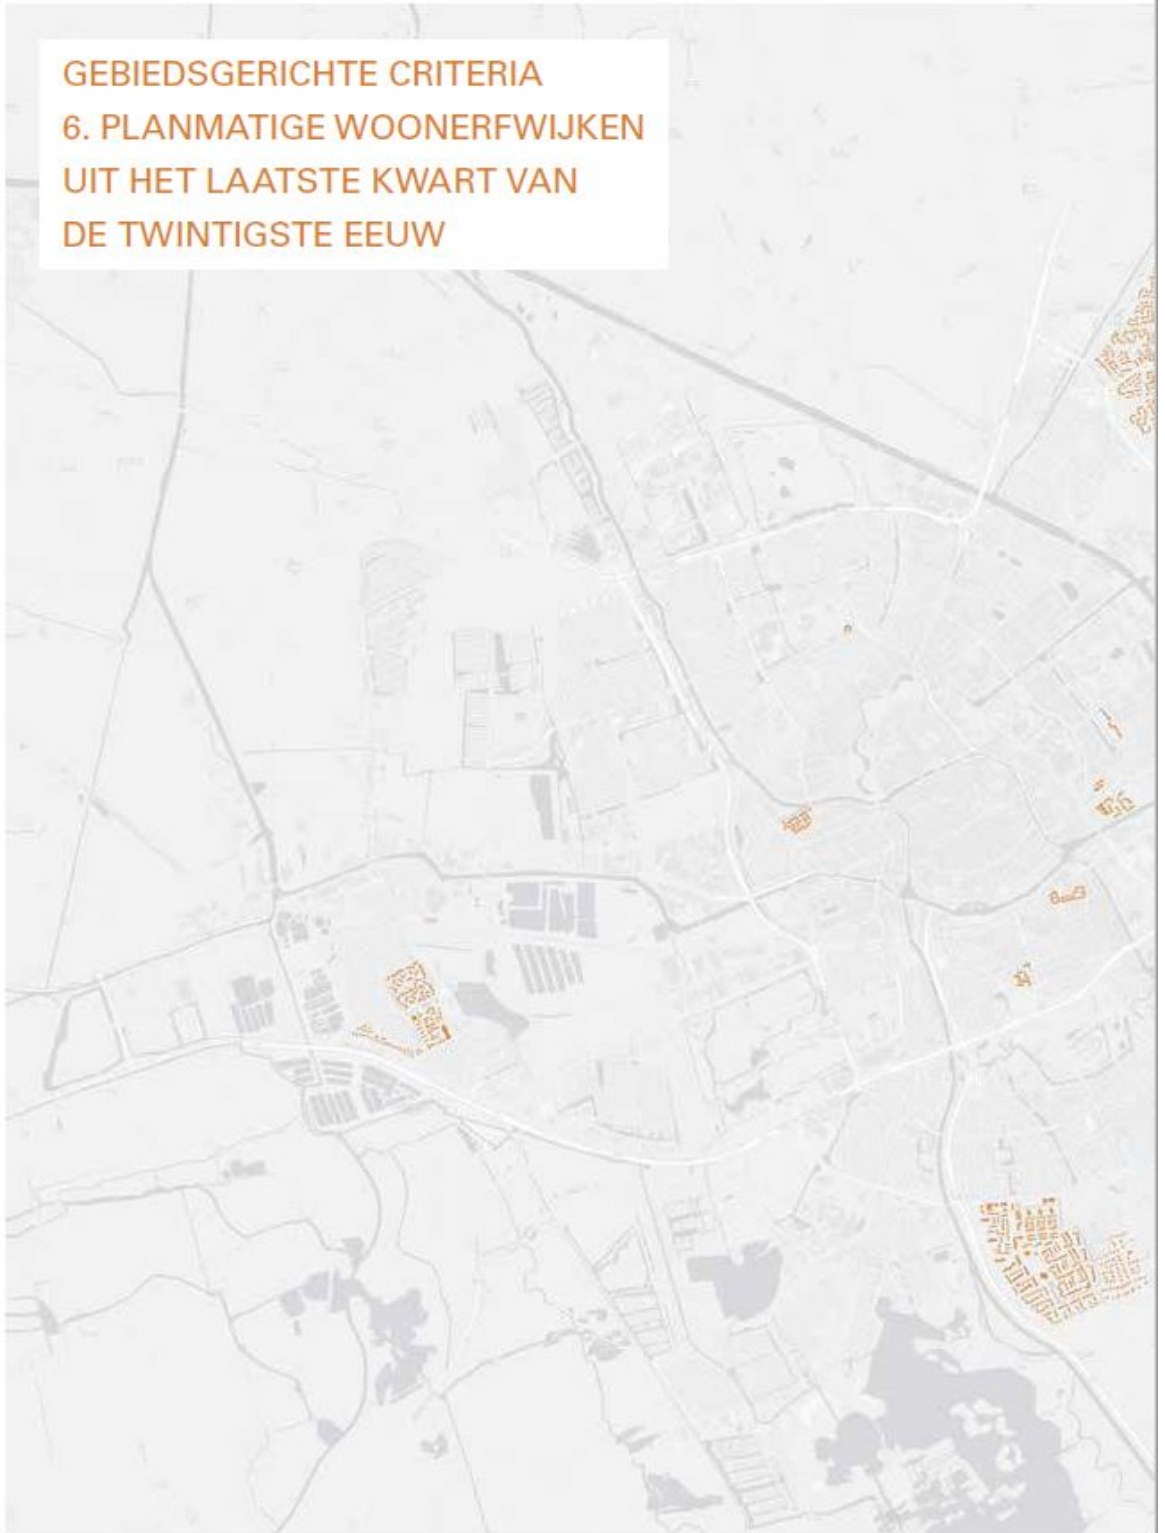 GEBIEDSGERICHTE CRITERIA
6. PLANMATIGE WOONERFWIJKEN
UIT HET LAATSTE KWART VAN
DE TWINTIGSTE EEUW